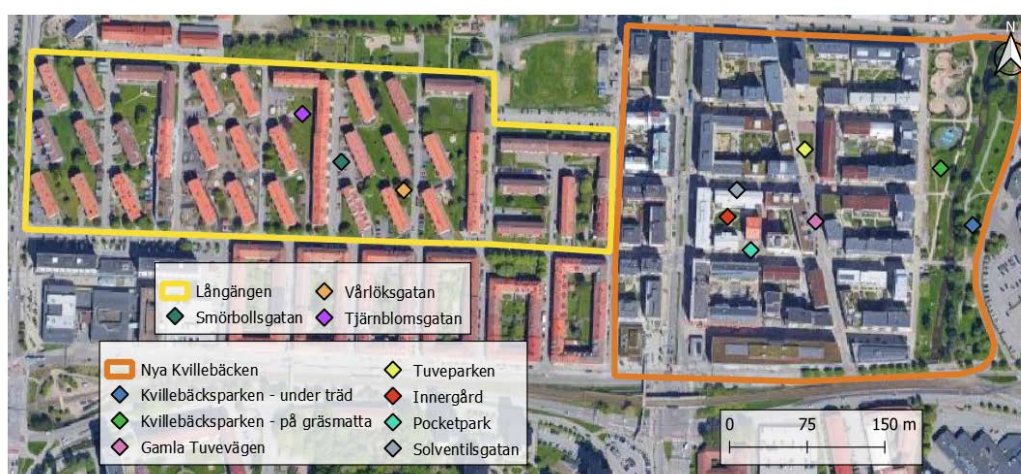 N
Långängen
Vårlöksgatan
Smörbollsgatan
Tjärnblomsgatan
Nya Kvillebäcken
Tuveparken
Kvillebäcksparken - under träd
Innergård
Kvillebäcksparken - på gräsmatta
Pocketpark
Gamla Tuvevägen
Solventilsgatan
0 75 150 m